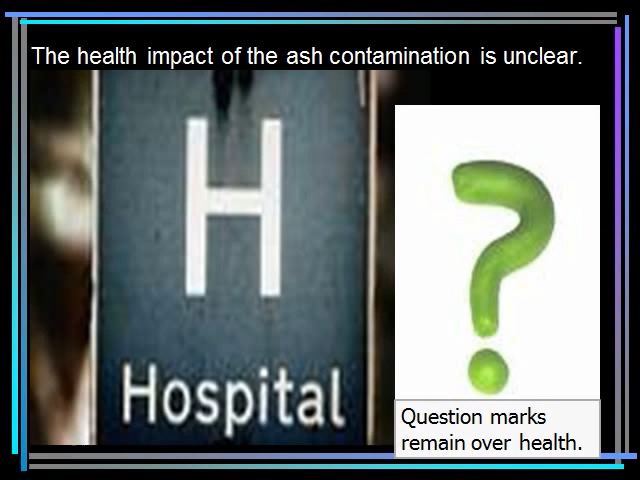 The health impact of the ash contamination is unclear.
H
Hospital
Question marks
remain over health.